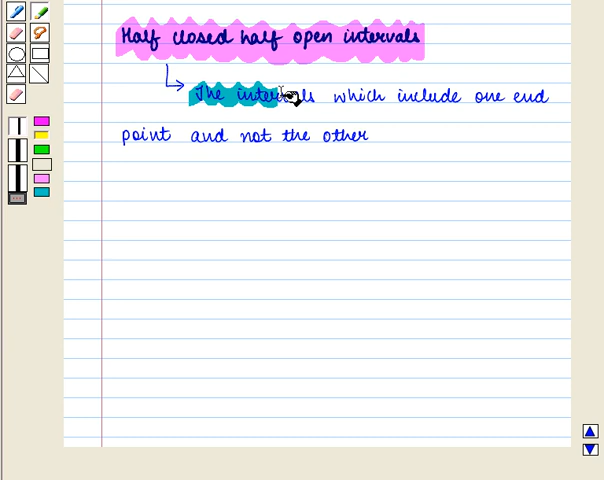 Half closed half open intervals
The intervals which include one end
point and not the other